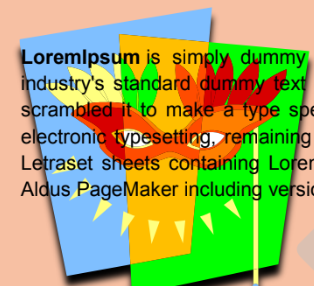 LoremIpsum is simply dummy
industry's standard dummy text
scrambled it to make a type spe
electronic typesetting, remaining
Letraset sheets containing Lorem
Aldus PageMaker including versio